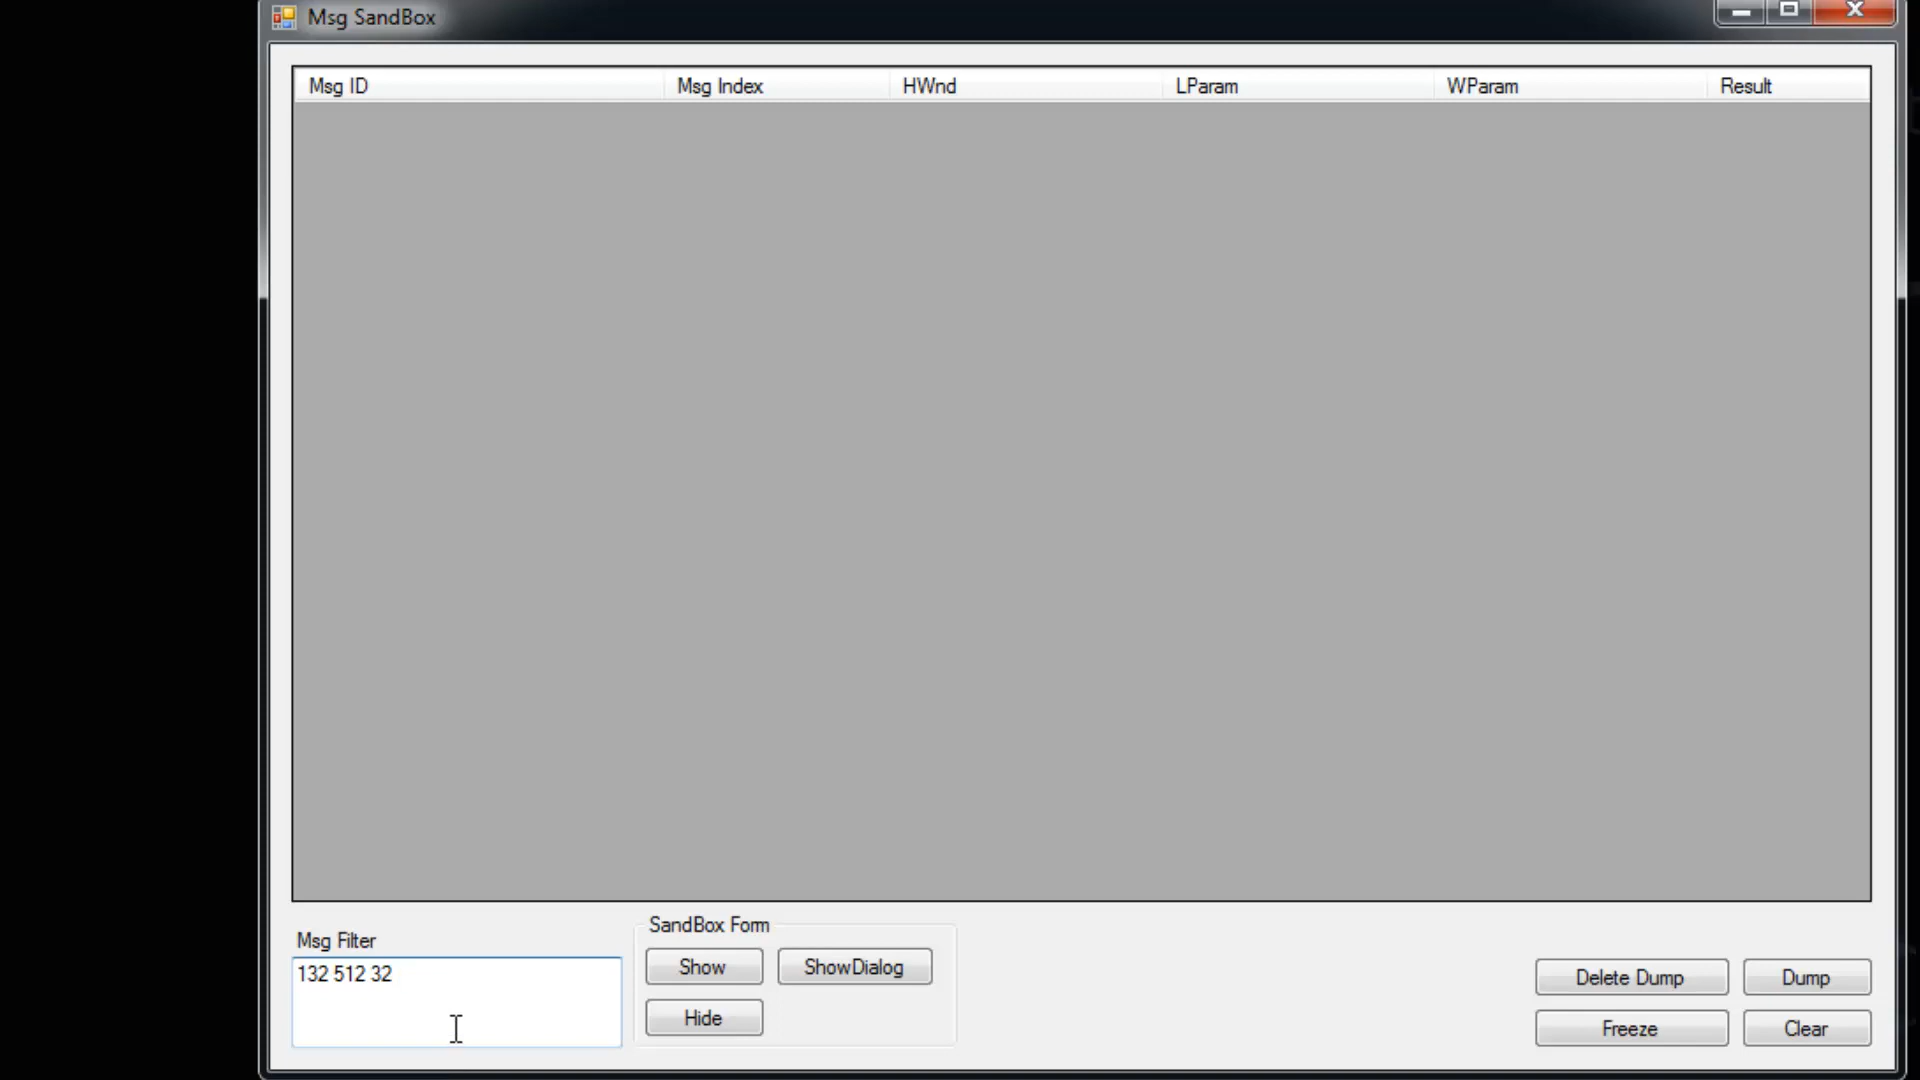 Msg SandBox
Msg ID Msg Index HWnd LParam WParam Result
Msg Filter
132 512 32
SandBox Form
Show ShowDialog
Hide
Delete Dump Dump
Freeze Clear